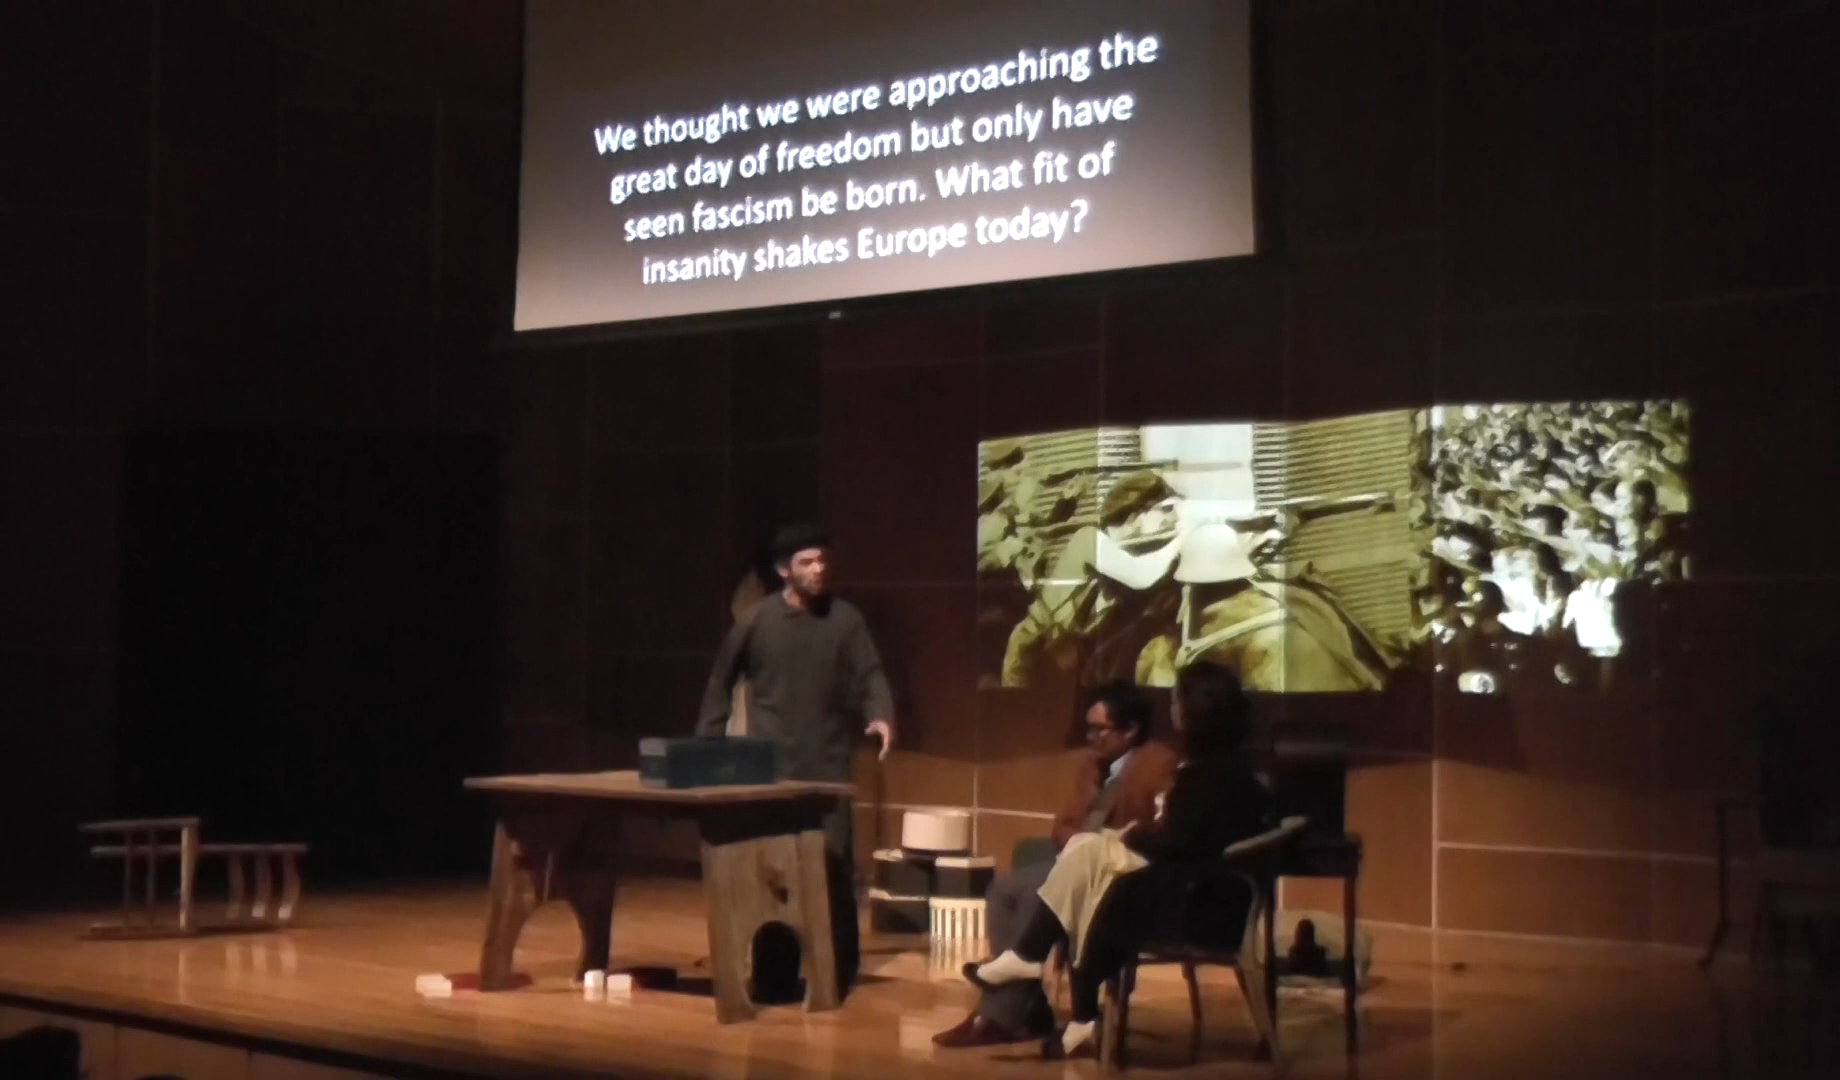 We thought we were approaching the
great day of freedom but only have
seen fascism be born. What fit of
insanity shakes Europe today?